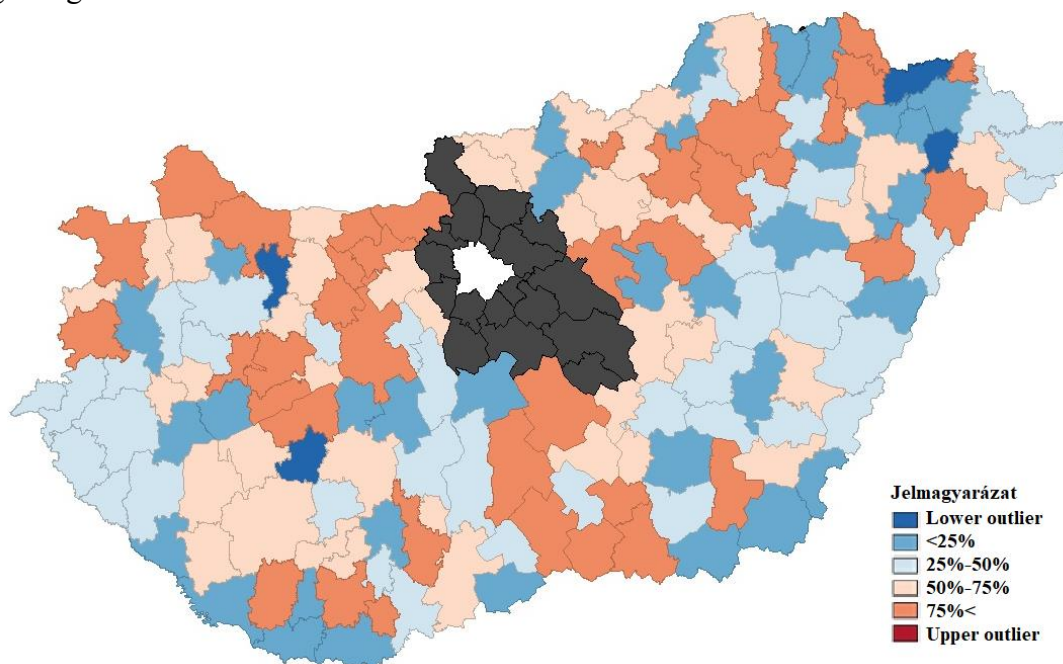 Jelmagyarázat
Lower outlier
<25%
25%-50%
50%-75%
75%<
Upper outlier